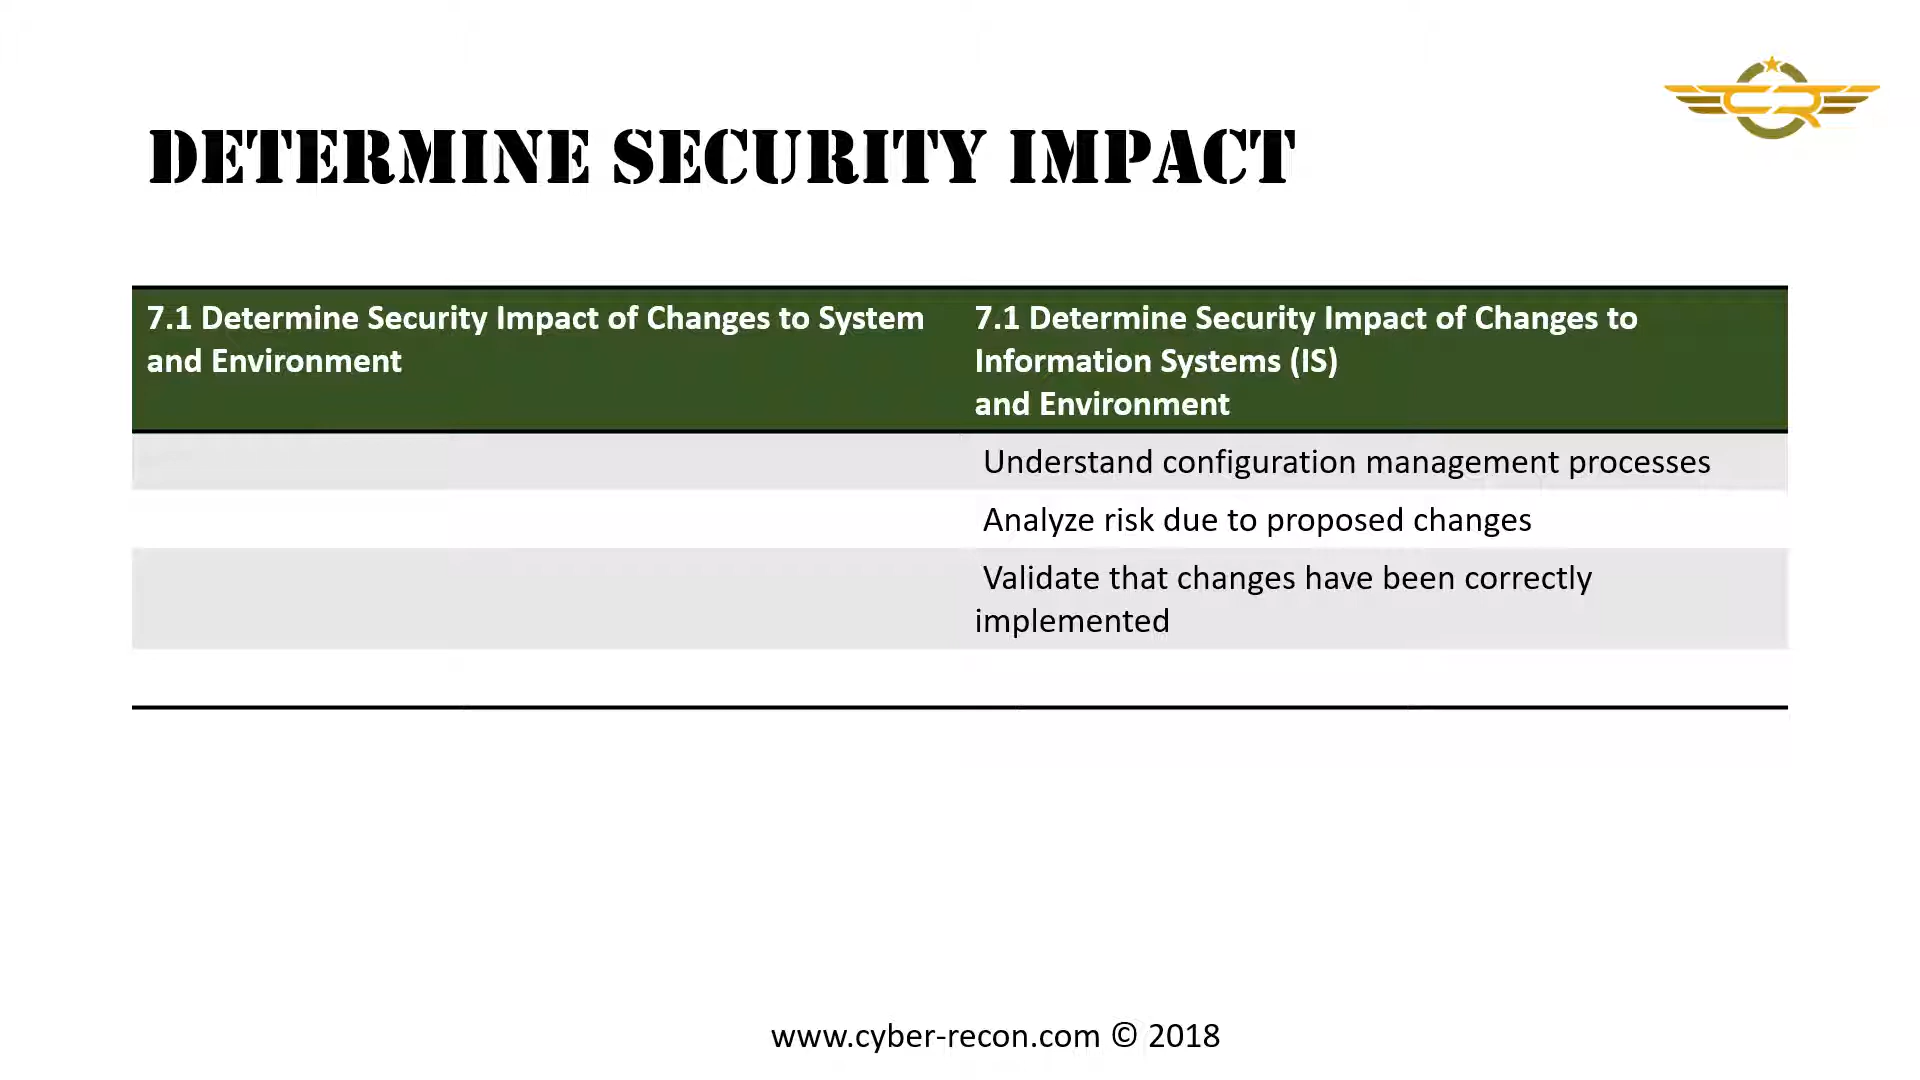 DETERMINE SECURITY IMPACT
7.1 Determine Security Impact of Changes to System
and Environment
7.1 Determine Security Impact of Changes to
Information Systems (IS)
and Environment
Understand configuration management processes
Analyze risk due to proposed changes
Validate that changes have been correctly
implemented
CR
www.cyber-recon.com © 2018